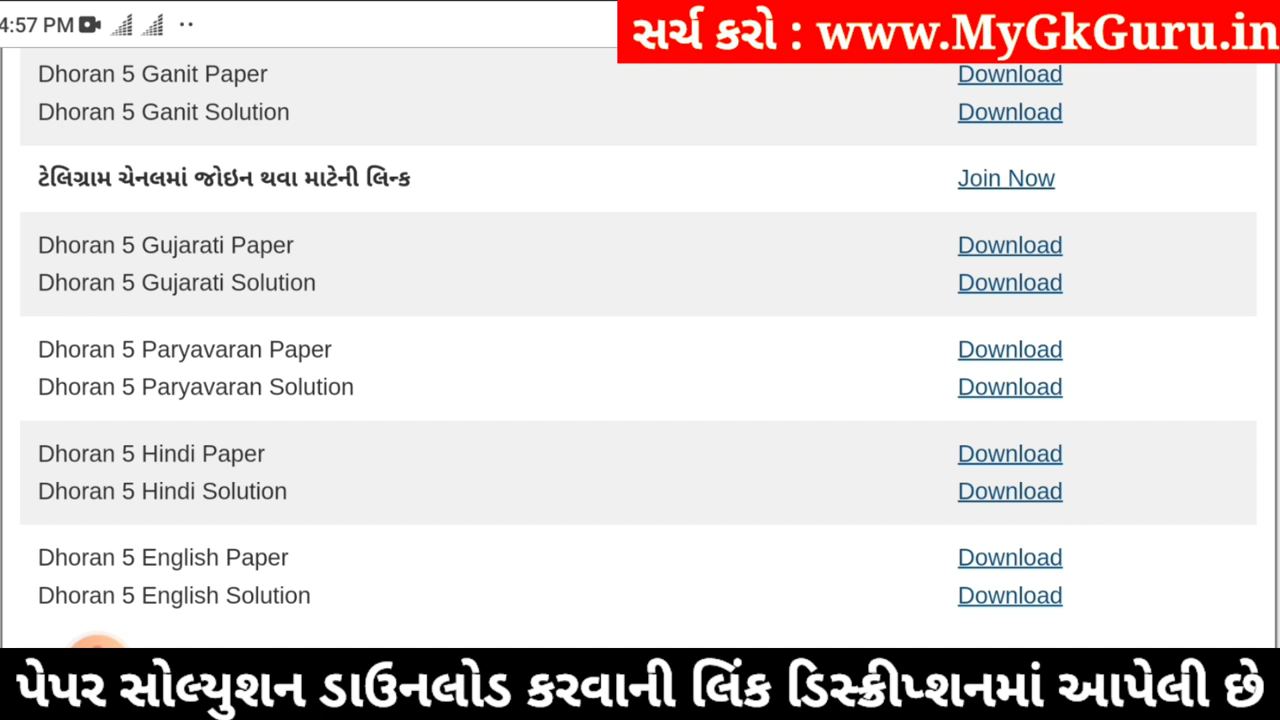 4:57 PM
સર્ચ કરો : www.MyGkGuru.in
Dhoran 5 Ganit Paper Download
Dhoran 5 Ganit Solution Download
ટેલિગ્રામ ચેનલમાં જોઇન થવા માટેની લિન્ક Join Now
Dhoran 5 Gujarati Paper Download
Dhoran 5 Gujarati Solution Download
Dhoran 5 Paryavaran Paper Download
Dhoran 5 Paryavaran Solution Download
Dhoran 5 Hindi Paper Download
Dhoran 5 Hindi Solution Download
Dhoran 5 English Paper Download
Dhoran 5 English Solution Download
પેપર સોલ્યુશન ડાઉનલોડ કરવાની લિંક ડિસ્ક્રીપ્શનમાં આપેલી છે